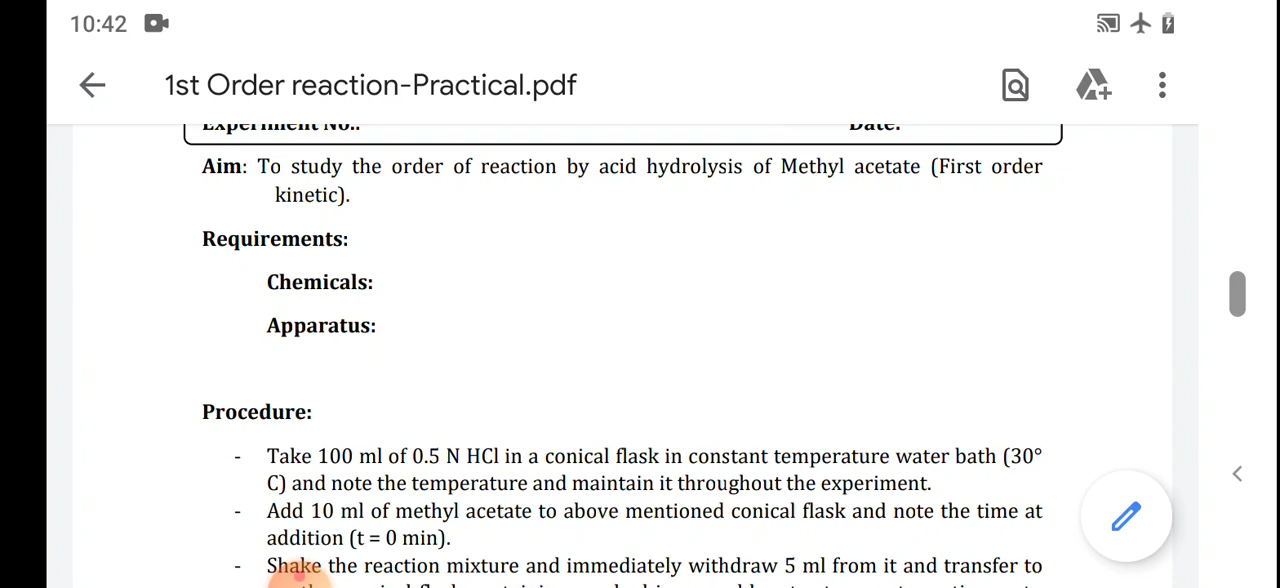 10:42
1st Order reaction-Practical.pdf
Experiment No.: Date:
Aim: To study the order of reaction by acid hydrolysis of Methyl acetate (First order
kinetic).
Requirements:
Chemicals:
Apparatus:
Procedure:
- Take 100 ml of 0.5 N HCl in a conical flask in constant temperature water bath (30°
C) and note the temperature and maintain it throughout the experiment.
- Add 10 ml of methyl acetate to above mentioned conical flask and note the time at
addition (t = 0 min).
- Shake the reaction mixture and immediately withdraw 5 ml from it and transfer to